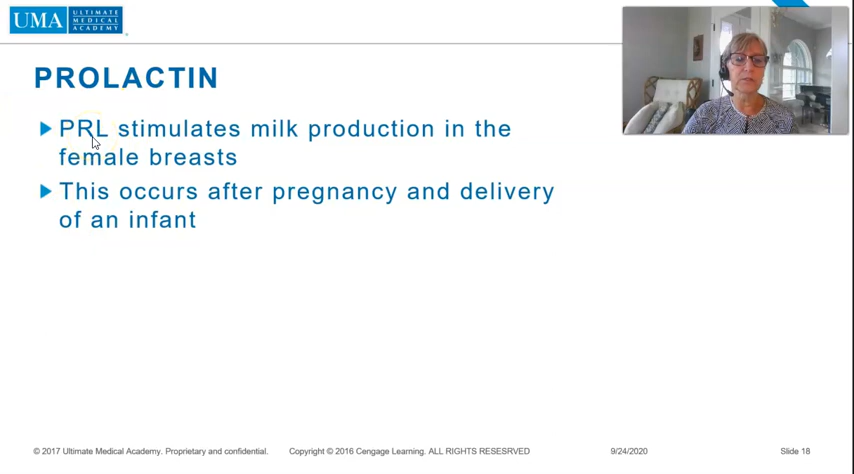 UMA ULTIMATE
MEDICAL
ACADEMY
PROLACTIN
PRL stimulates milk production in the
female breasts
This occurs after pregnancy and delivery
of an infant
© 2017 Ultimate Medical Academy. Proprietary and confidential. Copyright © 2016 Cengage Learning. ALL RIGHTS RESESRVED 9/24/2020 Slide 18